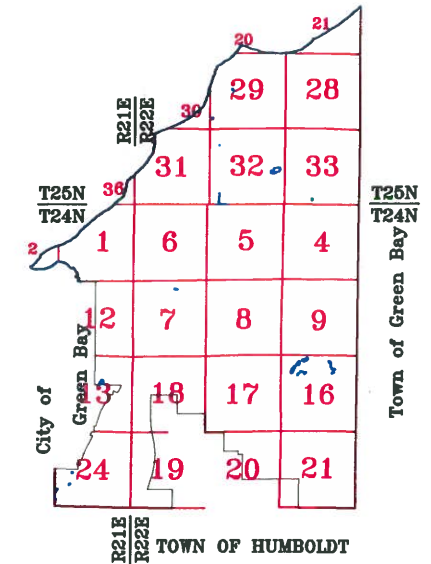 21
20
29 28
30
R21E
R22E
31 32 33
36
T25N
T24N
T25N
T24N
2 1 6 5 4
12 7 8 9
City of
Green Bay
Town of Green Bay
13 18 17 16
24 19 20 21
R21E
R22E
TOWN OF HUMBOLDT